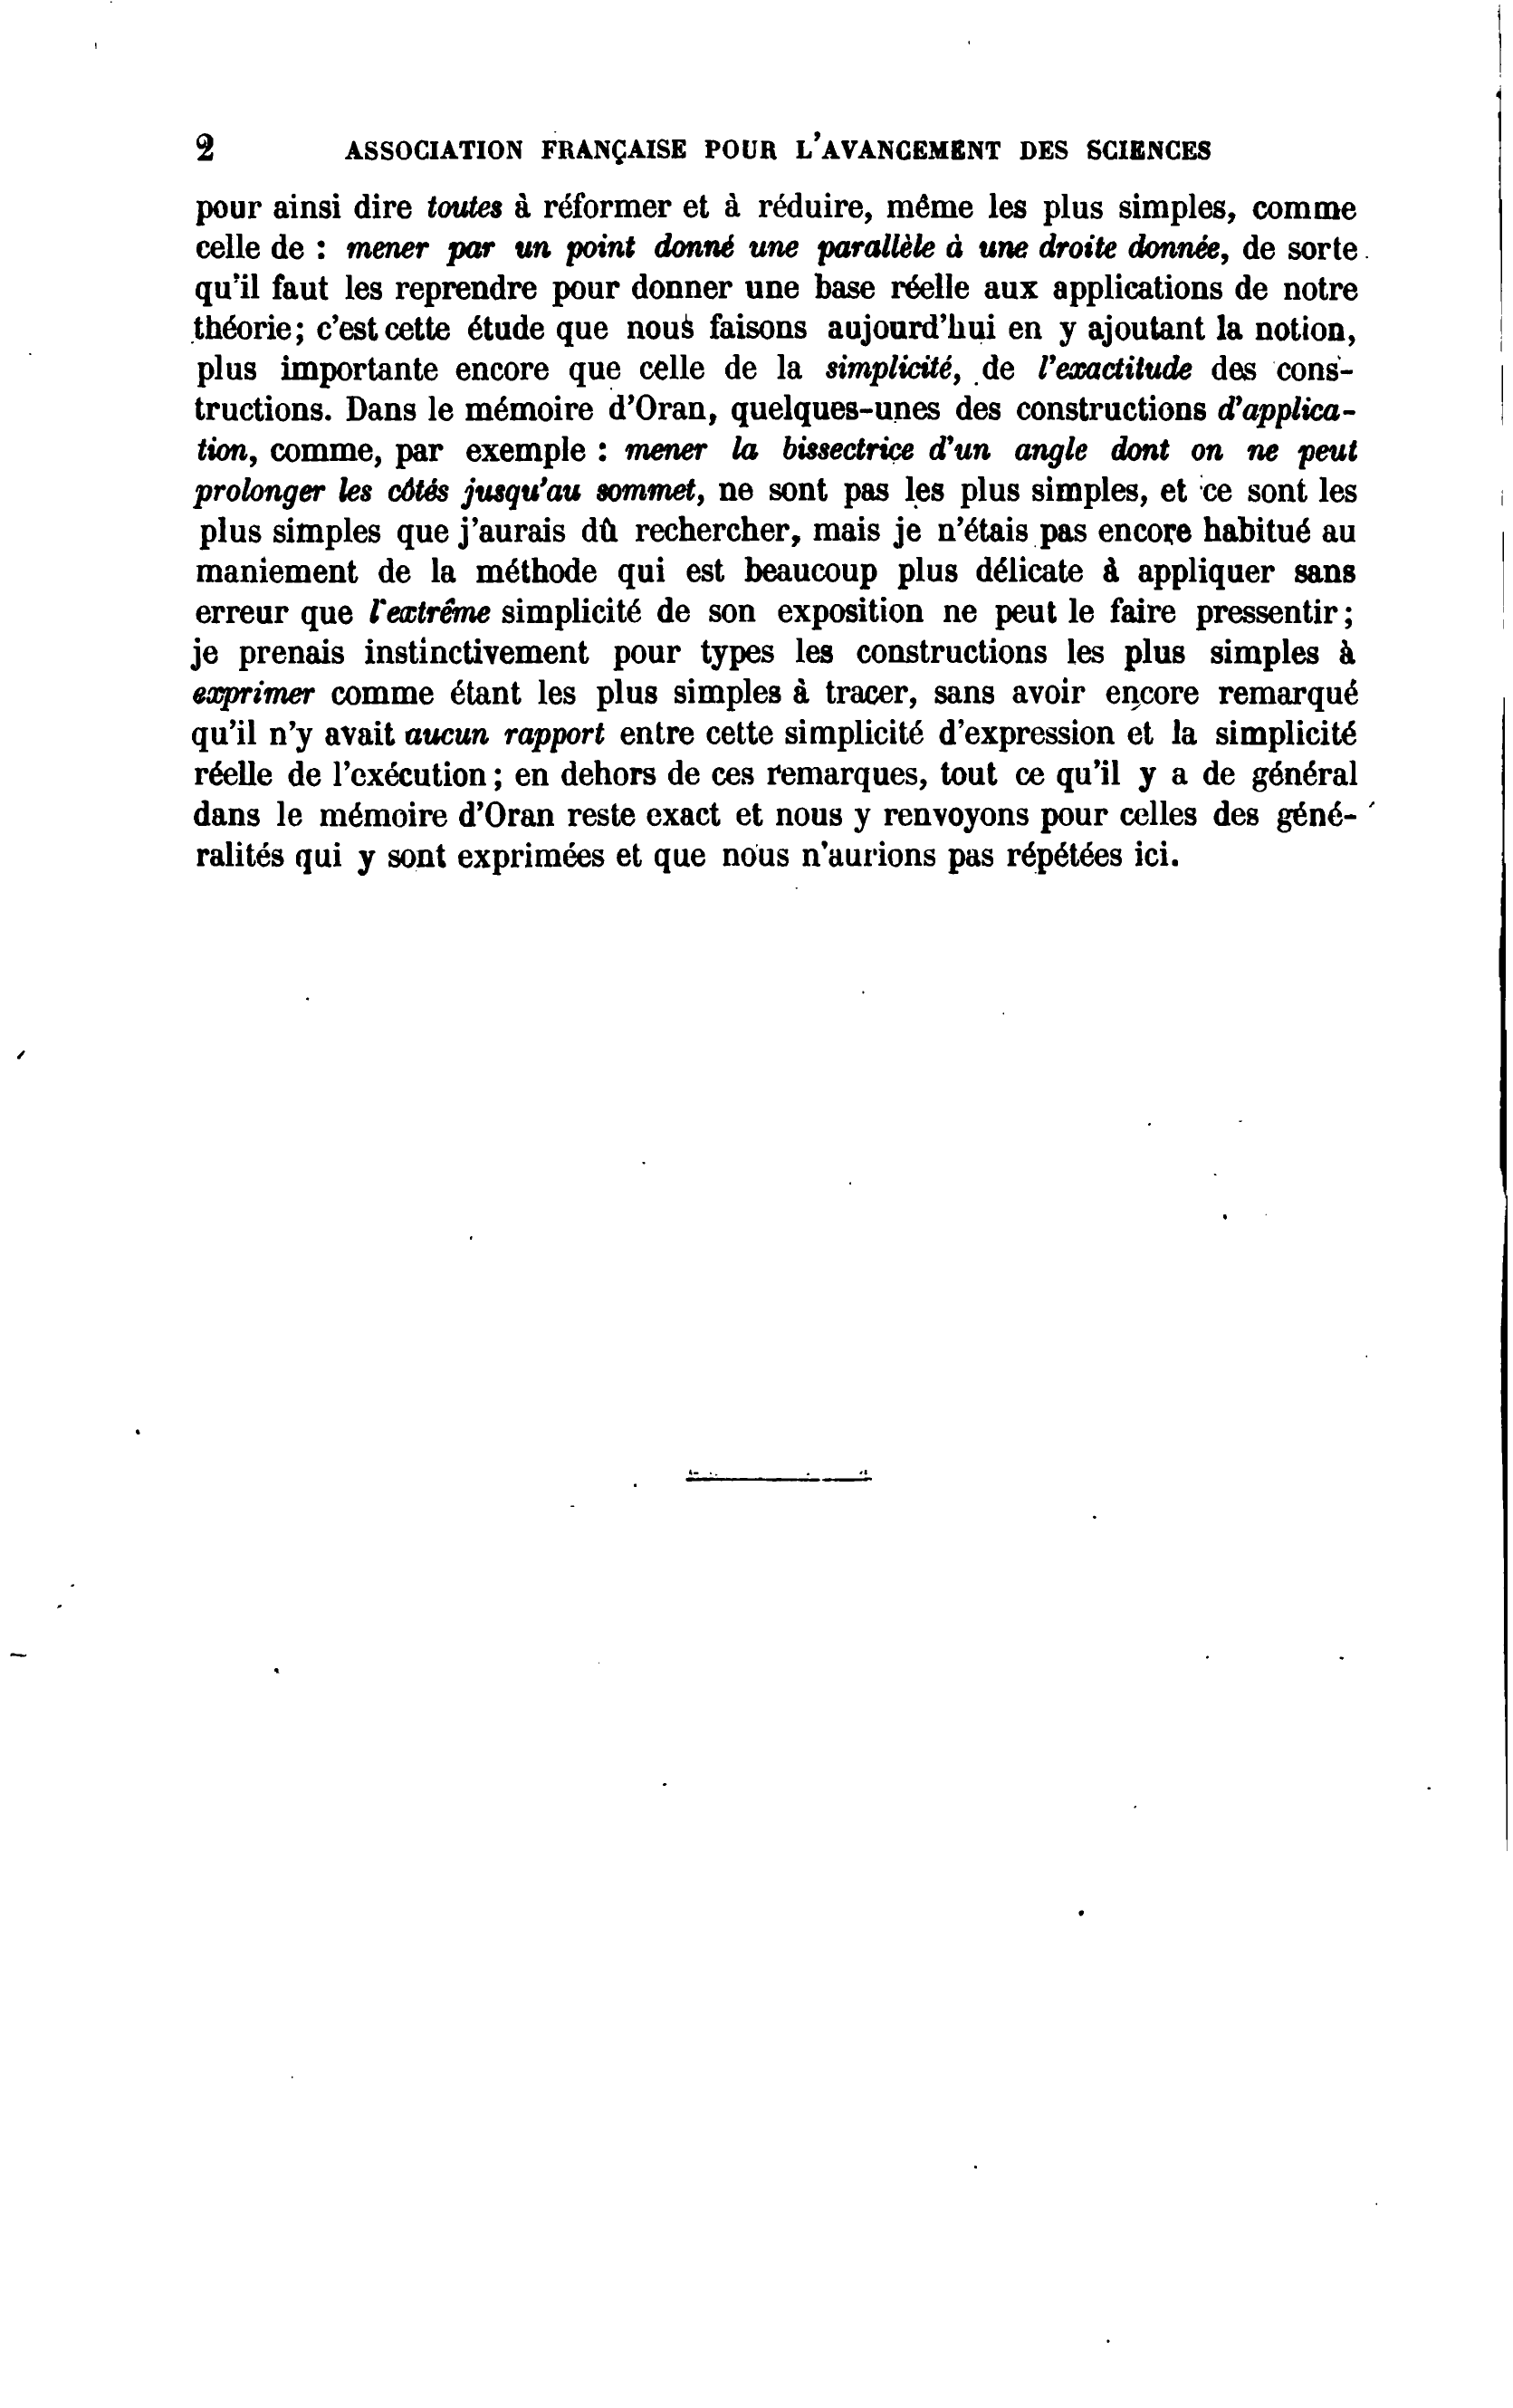 2 ASSOCIATION FRANÇAISE POUR L'AVANCEMENT DES SCIENCES
pour ainsi dire toutes à réformer et à réduire, même les plus simples, comme
celle de : mener par un point donné une parallèle à une droite donnée, de sorte
qu'il faut les reprendre pour donner une base réelle aux applications de notre
théorie; c'est cette étude que nous faisons aujourd'hui en y ajoutant la notion,
plus importante encore que celle de la simplicité, de l'exactitude des cons-
tructions. Dans le mémoire d'Oran, quelques-unes des constructions d'applica-
tion, comme, par exemple : mener la bissectrice d'un angle dont on ne peut
prolonger les côtés jusqu'au sommet, ne sont pas les plus simples, et ce sont les
plus simples que j'aurais dû rechercher, mais je n'étais pas encore habitué au
maniement de la méthode qui est beaucoup plus délicate à appliquer sans
erreur que l'extrême simplicité de son exposition ne peut le faire pressentir;
je prenais instinctivement pour types les constructions les plus simples à
exprimer comme étant les plus simples à tracer, sans avoir encore remarqué
qu'il n'y avait aucun rapport entre cette simplicité d'expression et la simplicité
réelle de l'exécution; en dehors de ces remarques, tout ce qu'il y a de général
dans le mémoire d'Oran reste exact et nous y renvoyons pour celles des géné-
ralités qui y sont exprimées et que nous n'aurions pas répétées ici.